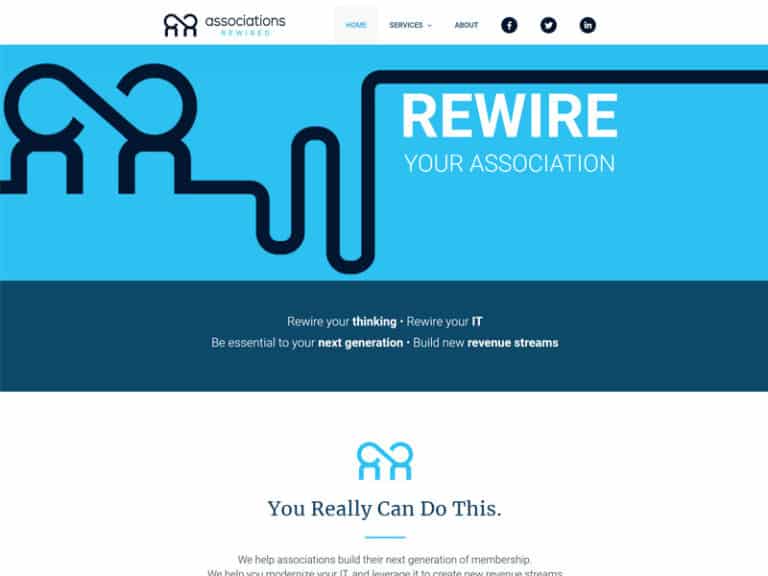 associations
REWIRED
HOME SERVICES ABOUT
REWIRE
YOUR ASSOCIATION
Rewire your thinking • Rewire your IT
Be essential to your next generation • Build new revenue streams
You Really Can Do This.
We help associations build their next generation of membership.
We help you modernize your IT, and leverage it to create new revenue streams